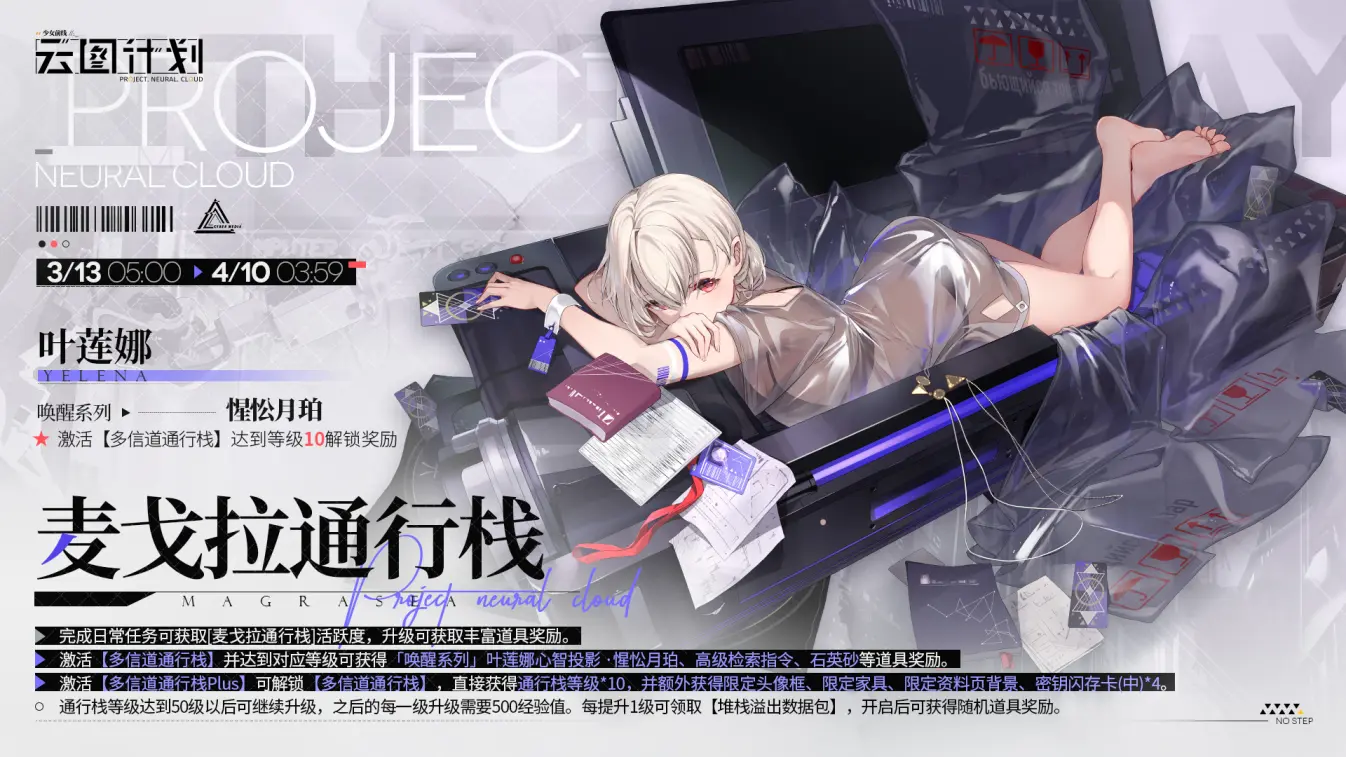 少女前线
云图计划
PROJECT. NEURAL. CLOUD
PROJECT
NEURAL CLOUD
CYBER MEDIA
3/13 05:00 ▶ 4/10 03:59
叶莲娜
YELENA
唤醒系列 ▶ 惺忪月珀
★ 激活【多信道通行栈】达到等级10解锁奖励
麦戈拉通行栈
MAGRASEA
Project neural cloud
完成日常任务可获取[麦戈拉通行栈]活跃度，升级可获取丰富道具奖励。
激活【多信道通行栈】并达到对应等级可获得「唤醒系列」叶莲娜心智投影·惺忪月珀、高级检索指令、石英砂等道具奖励。
激活【多信道通行栈Plus】可解锁【多信道通行栈】，直接获得通行栈等级*10，并额外获得限定头像框、限定家具、限定资料页背景、密钥闪存卡(中)*4。
通行栈等级达到50级以后可继续升级，之后的每一级升级需要500经验值。每提升1级可领取【堆栈溢出数据包】，开启后可获得随机道具奖励。
NO STEP